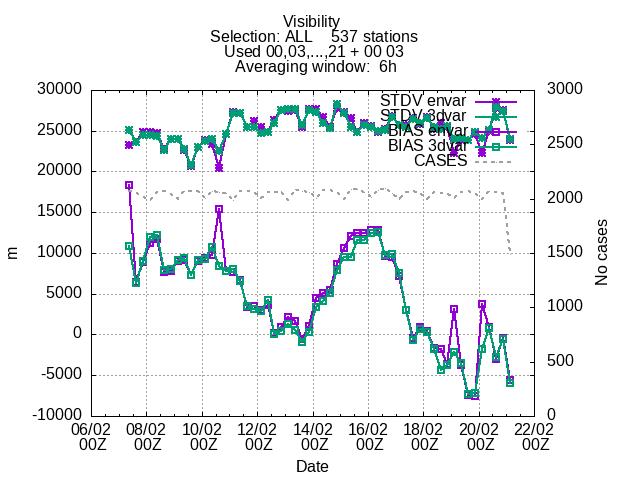 Visibility
Selection: ALL    537 stations
Used 00,03,...,21 + 00 03
Averaging window:  6h
30000
25000
20000
15000
10000
5000
0
-5000
-10000
m
3000
2500
2000
1500
1000
500
0
No cases
STDV envar
STDV 3dvar
BIAS envar
BIAS 3dvar
CASES
06/02 08/02 10/02 12/02 14/02 16/02 18/02 20/02 22/02
00Z 00Z 00Z 00Z 00Z 00Z 00Z 00Z 00Z
Date